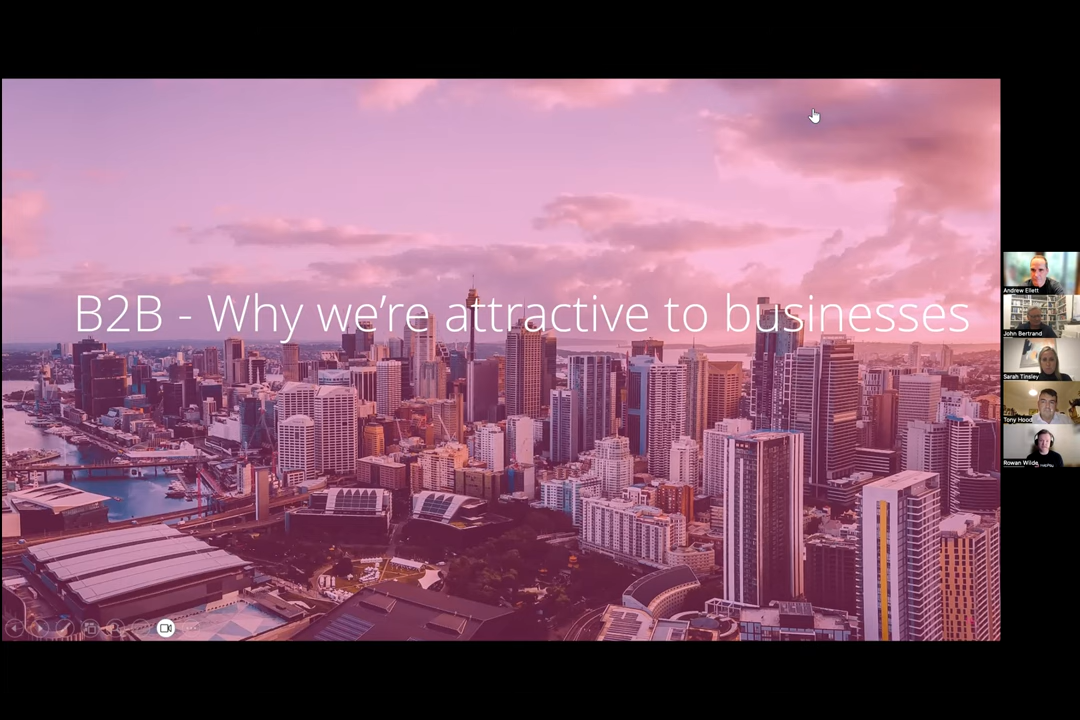 B2B - Why we're attractive to businesses
Andrew Ellett
John Bertrand
Sarah Tinsley
Tony Hood
Rowan Wilde